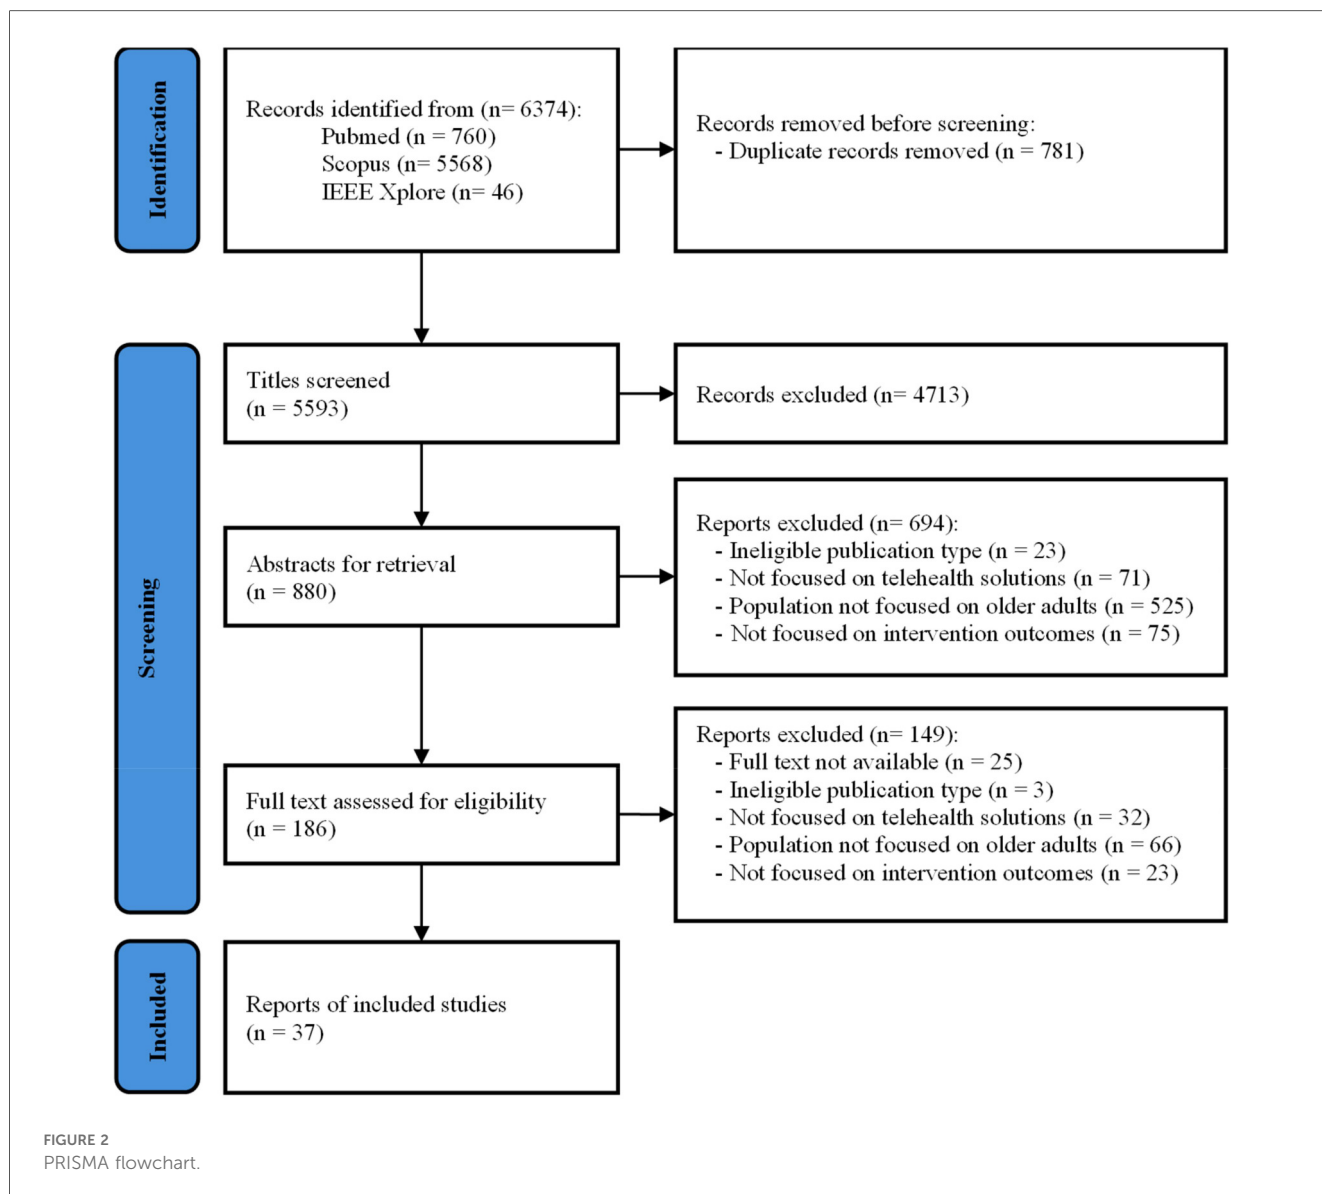 Identification
Records identified from (n= 6374):
Pubmed (n = 760)
Scopus (n= 5568)
IEEE Xplore (n= 46)
Records removed before screening:
- Duplicate records removed (n = 781)
Screening
Titles screened
(n = 5593)
Records excluded (n= 4713)
Abstracts for retrieval
(n = 880)
Reports excluded (n= 694):
- Ineligible publication type (n = 23)
- Not focused on telehealth solutions (n = 71)
- Population not focused on older adults (n = 525)
- Not focused on intervention outcomes (n = 75)
Full text assessed for eligibility
(n = 186)
Reports excluded (n= 149):
- Full text not available (n = 25)
- Ineligible publication type (n = 3)
- Not focused on telehealth solutions (n = 32)
- Population not focused on older adults (n = 66)
- Not focused on intervention outcomes (n = 23)
Included
Reports of included studies
(n = 37)
FIGURE 2
PRISMA flowchart.